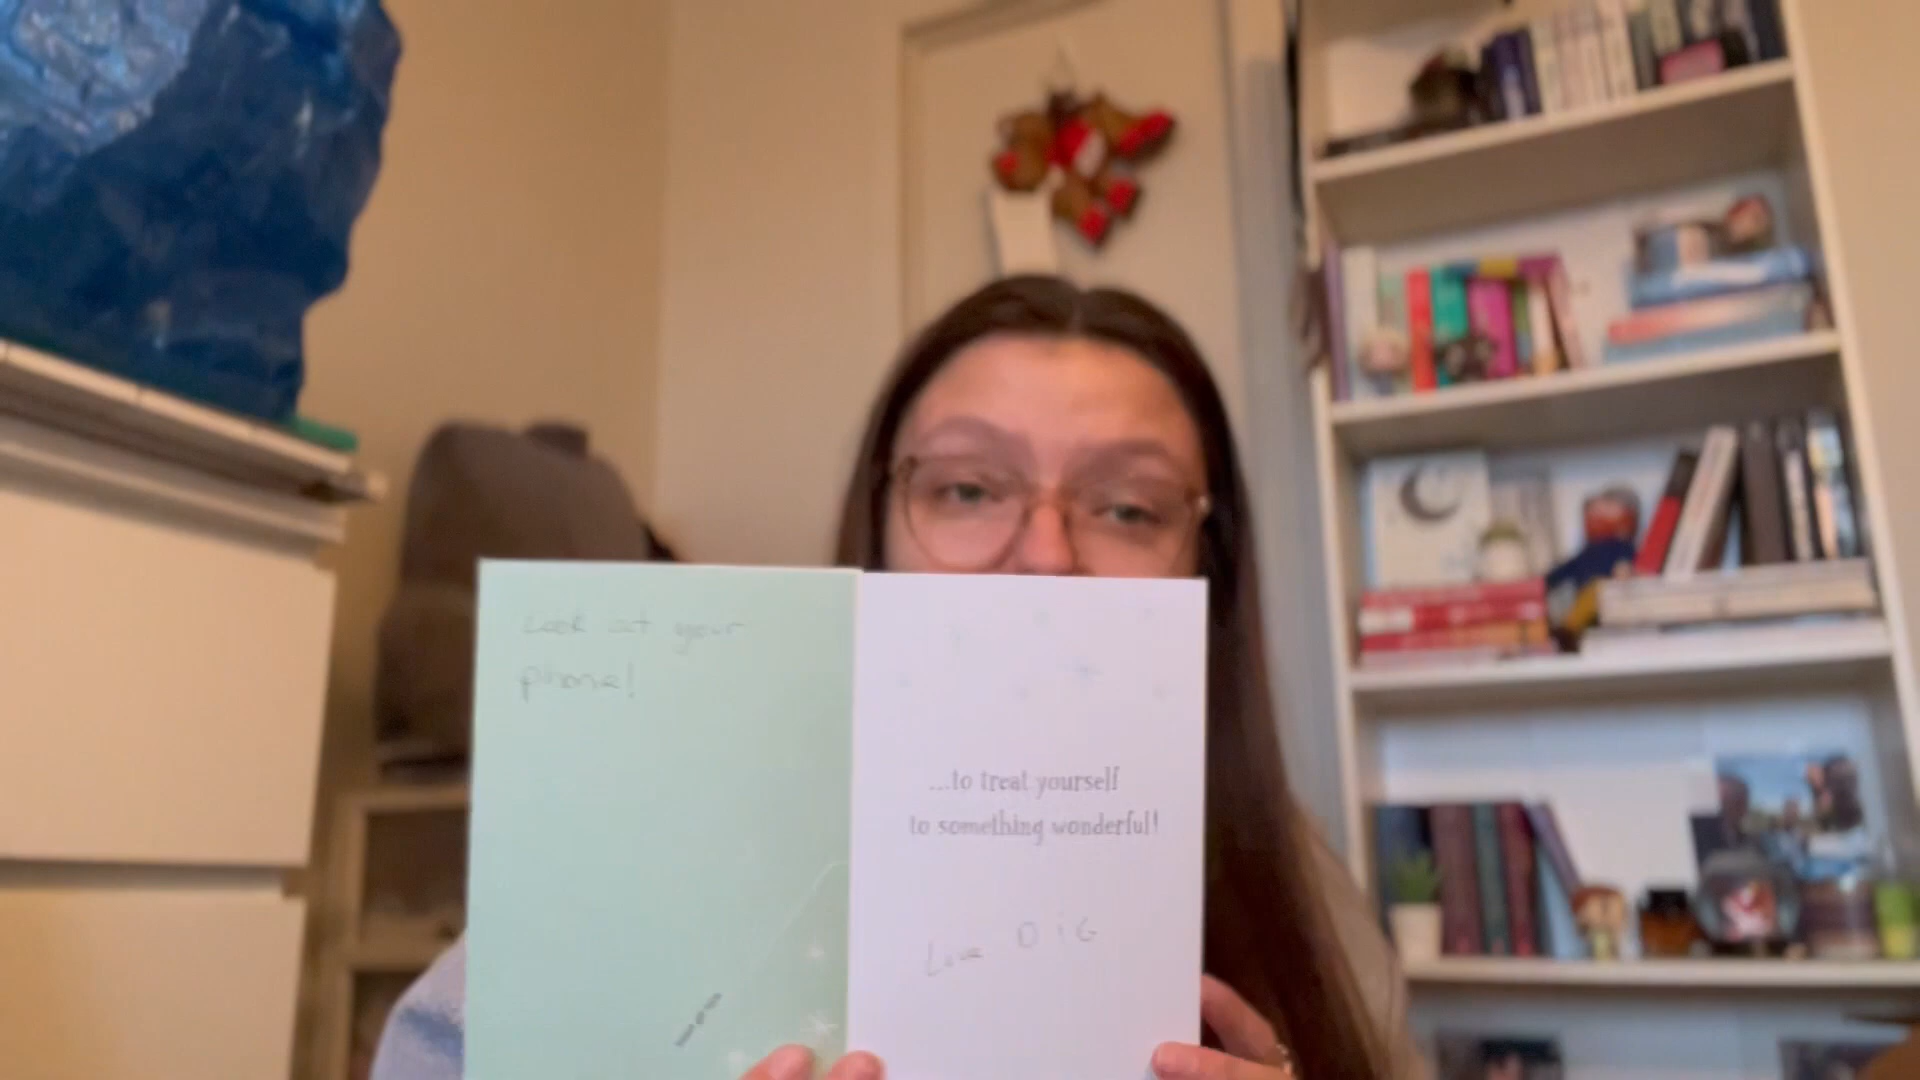 Look at your
phone!
...to treat yourself
to something wonderful!
Love D i G